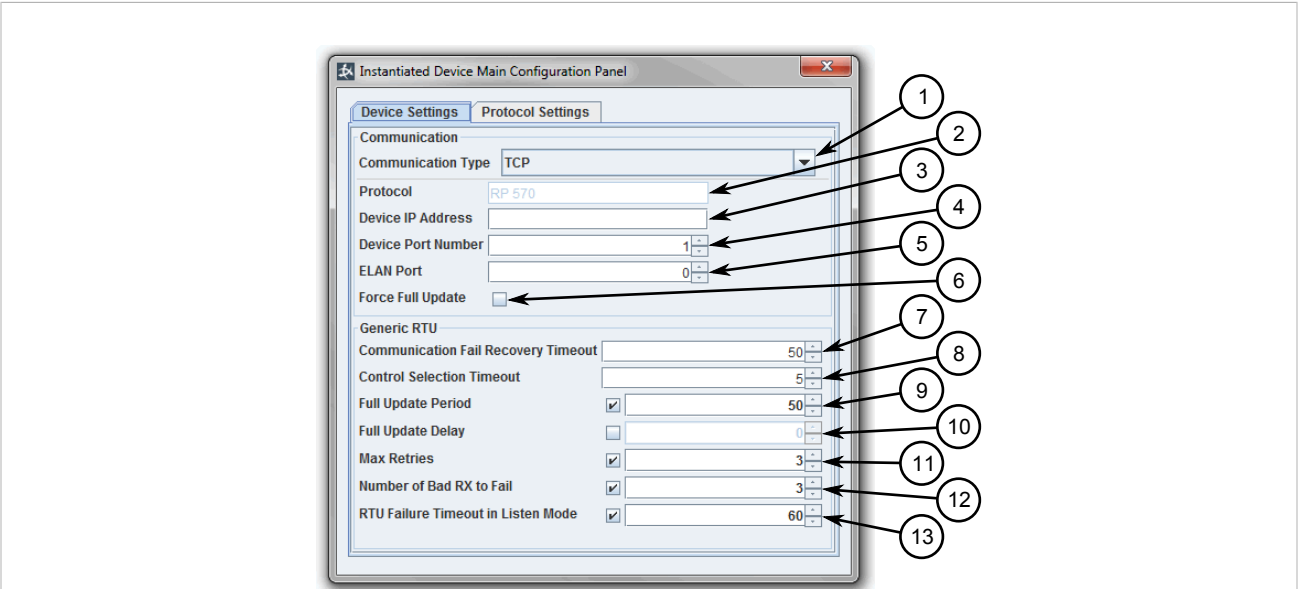 Instantiated Device Main Configuration Panel
Device Settings Protocol Settings
Communication
Communication Type TCP
Protocol RP 570
Device IP Address
Device Port Number 1
ELAN Port 0
Force Full Update
Generic RTU
Communication Fail Recovery Timeout 50
Control Selection Timeout 5
Full Update Period 50
Full Update Delay 0
Max Retries 3
Number of Bad RX to Fail 3
RTU Failure Timeout in Listen Mode 60
1
2
3
4
5
6
7
8
9
10
11
12
13